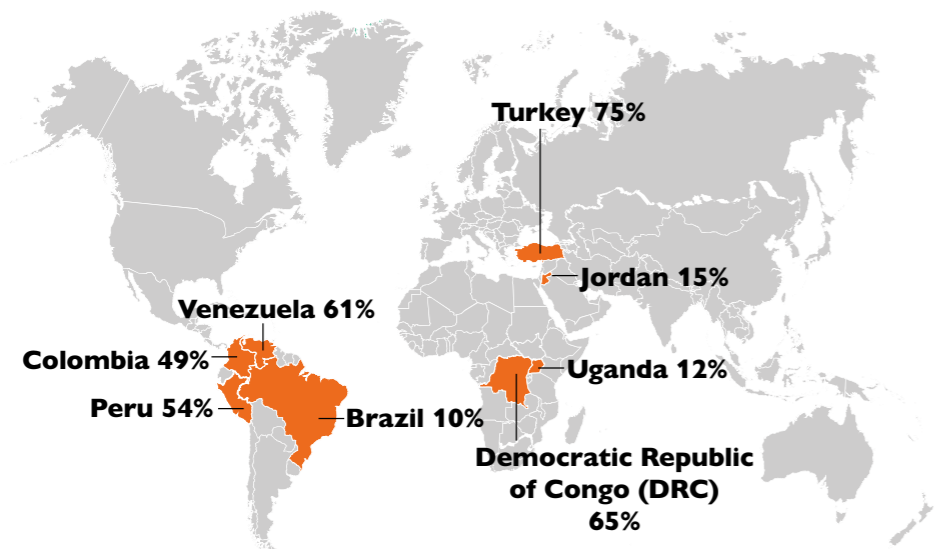 Turkey 75%
Jordan 15%
Venezuela 61%
Colombia 49%
Uganda 12%
Peru 54%
Brazil 10%
Democratic Republic
of Congo (DRC)
65%